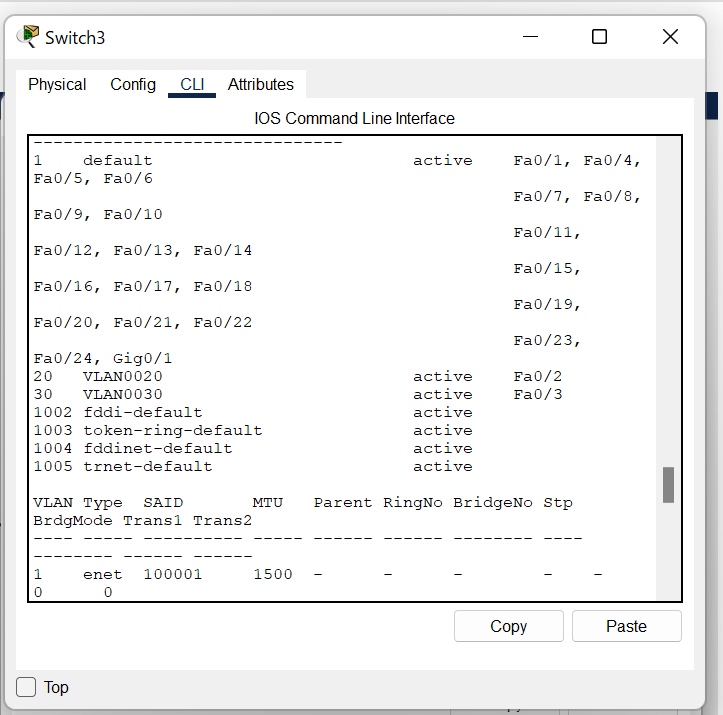 Switch3
Physical Config CLI Attributes
IOS Command Line Interface
-------------------------------
1    default                          active    Fa0/1, Fa0/4,
Fa0/5, Fa0/6
                                                Fa0/7, Fa0/8,
Fa0/9, Fa0/10
                                                Fa0/11,
Fa0/12, Fa0/13, Fa0/14
                                                Fa0/15,
Fa0/16, Fa0/17, Fa0/18
                                                Fa0/19,
Fa0/20, Fa0/21, Fa0/22
                                                Fa0/23,
Fa0/24, Gig0/1
20   VLAN0020                         active    Fa0/2
30   VLAN0030                         active    Fa0/3
1002 fddi-default                     active
1003 token-ring-default               active
1004 fddinet-default                  active
1005 trnet-default                    active
VLAN Type  SAID       MTU   Parent RingNo BridgeNo Stp
BrdgMode Trans1 Trans2
---- ----- ---------- ----- ------ ------ -------- ----
-------- ------ ------
1    enet  100001     1500  -      -      -        -    -
0      0
Copy Paste
Top